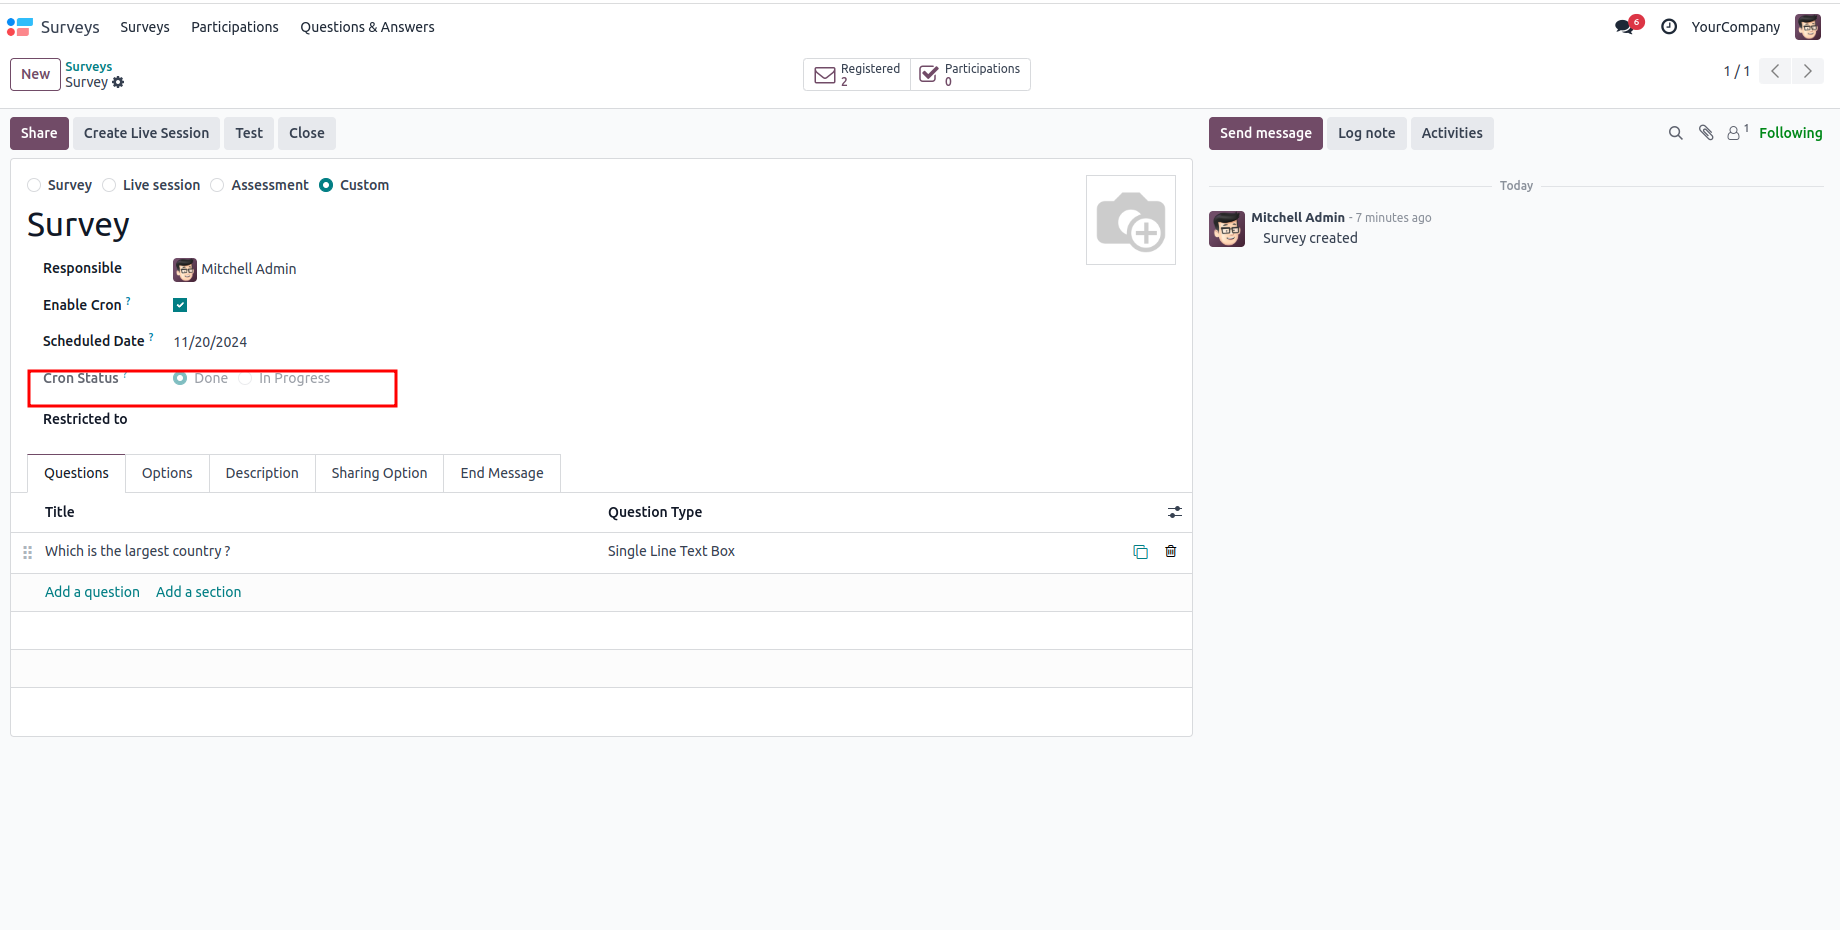 Surveys Surveys Participations Questions & Answers 6 YourCompany
New Surveys
Survey
Registered
2
Participations
0
1 / 1
Share Create Live Session Test Close
Send message Log note Activities 1 Following
Survey Live session Assessment Custom
Today
Survey
Mitchell Admin - 7 minutes ago
Survey created
Responsible Mitchell Admin
Enable Cron ?
Scheduled Date ? 11/20/2024
Cron Status ? Done In Progress
Restricted to
Questions Options Description Sharing Option End Message
Title Question Type
Which is the largest country ? Single Line Text Box
Add a question Add a section